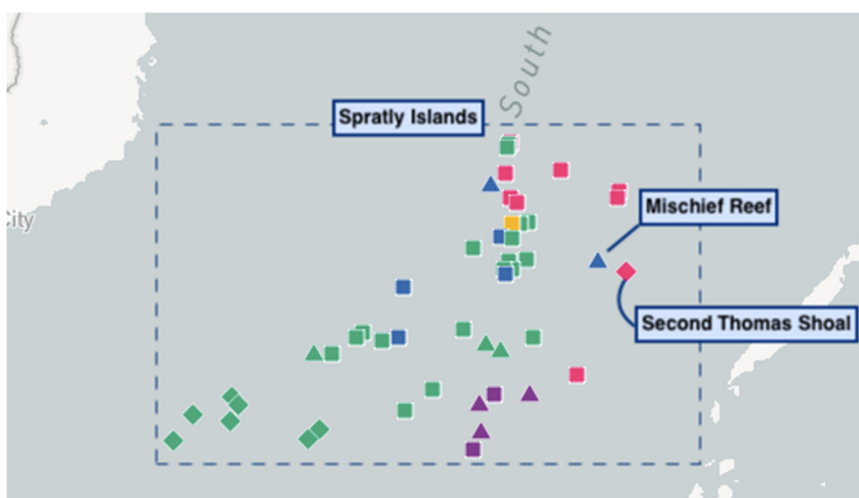 South
Spratly Islands
Mischief Reef
City
Second Thomas Shoal